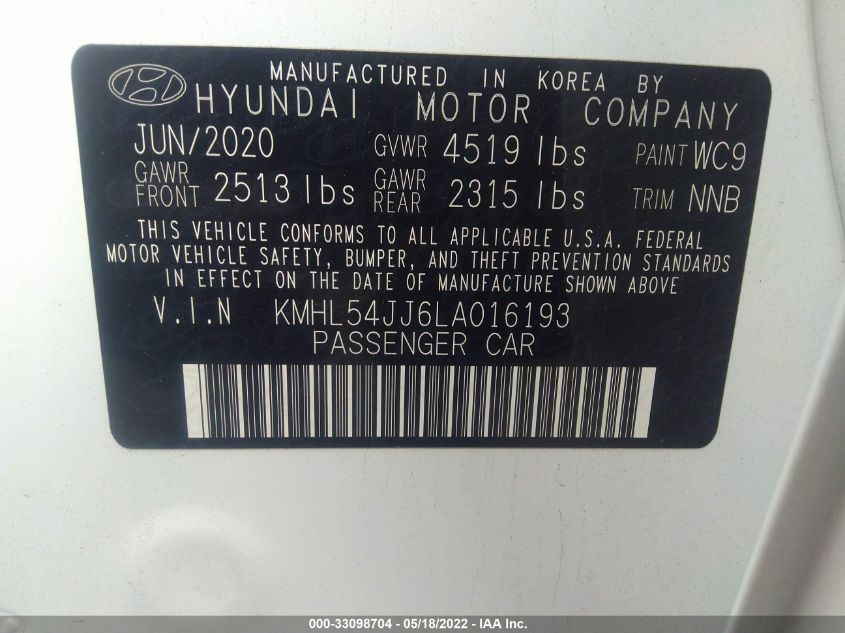 MANUFACTURED IN KOREA BY
HYUNDAI MOTOR COMPANY
JUN/2020 GVWR 4519 lbs PAINT WC9
GAWR FRONT 2513 lbs GAWR REAR 2315 lbs TRIM NNB
THIS VEHICLE CONFORMS TO ALL APPLICABLE U.S.A. FEDERAL
MOTOR VEHICLE SAFETY, BUMPER, AND THEFT PREVENTION STANDARDS
IN EFFECT ON THE DATE OF MANUFACTURE SHOWN ABOVE
V.I.N KMHL54JJ6LA016193
PASSENGER CAR
000-33098704 - 05/18/2022 - IAA Inc.